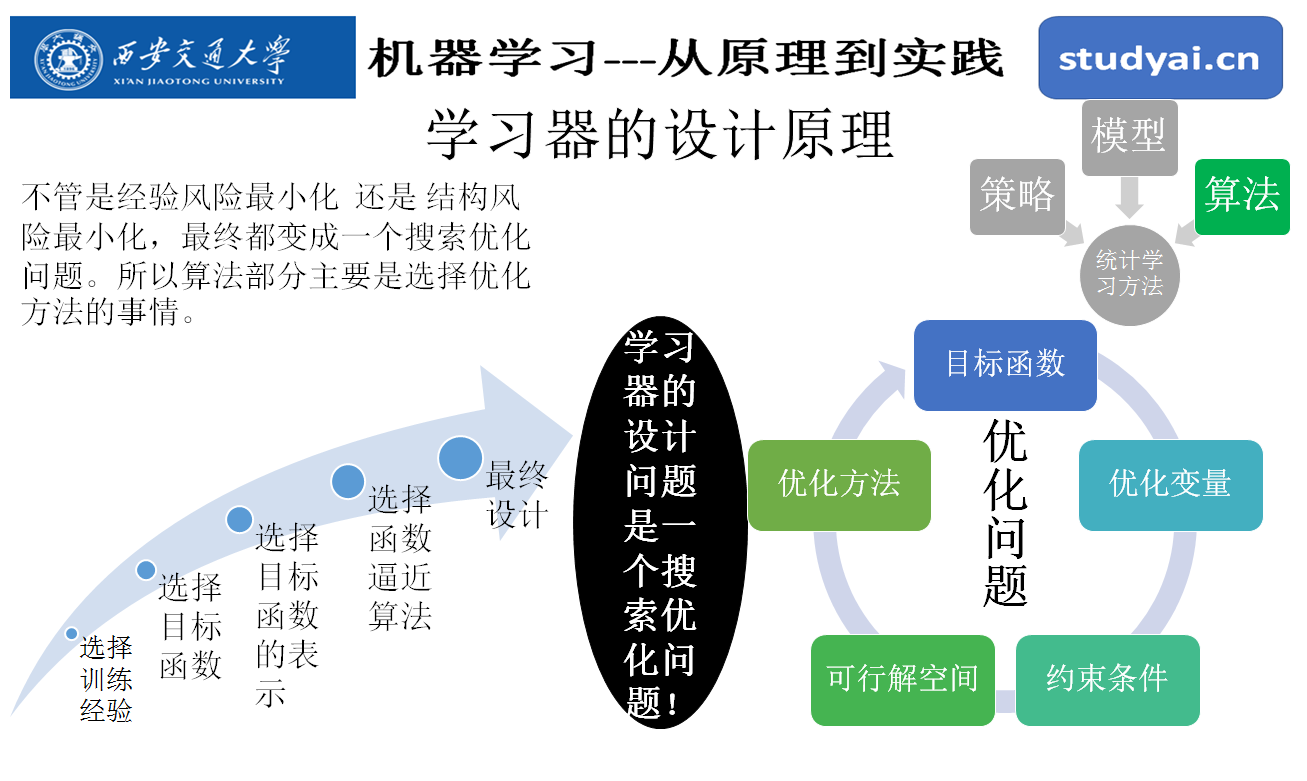 西安交通大学
XI'AN JIAOTONG UNIVERSITY
机器学习---从原理到实践
studyai.cn
学习器的设计原理
模型
策略
算法
统计学
习方法
不管是经验风险最小化 还是 结构风
险最小化，最终都变成一个搜索优化
问题。所以算法部分主要是选择优化
方法的事情。
选择
训练
经验
选择
目标
函数
选择
目标
函数
的表
示
选择
函数
逼近
算法
最终
设计
学习
器的
设计
问题
是一
个搜
索优
化问
题！
目标函数
优化变量
约束条件
可行解空间
优化方法
优
化
问
题